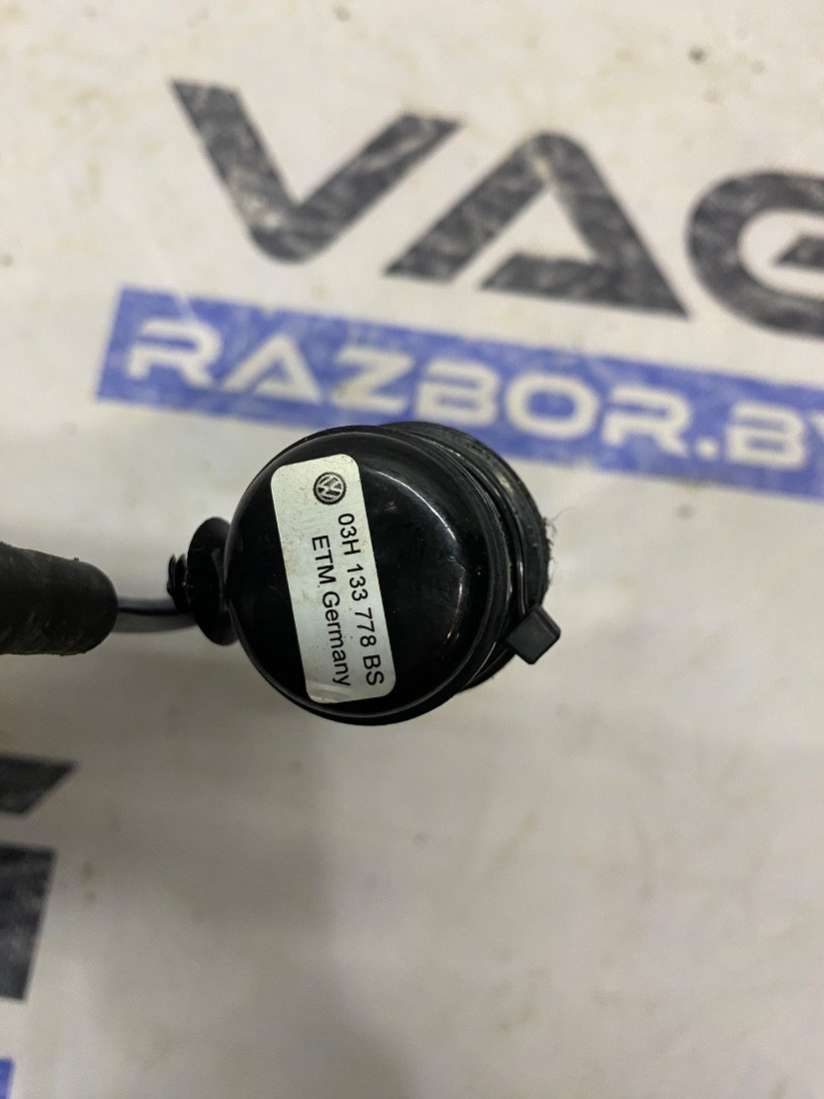 VAG
RAZBOR.BY
03H 133 778 BS
ETM Germany